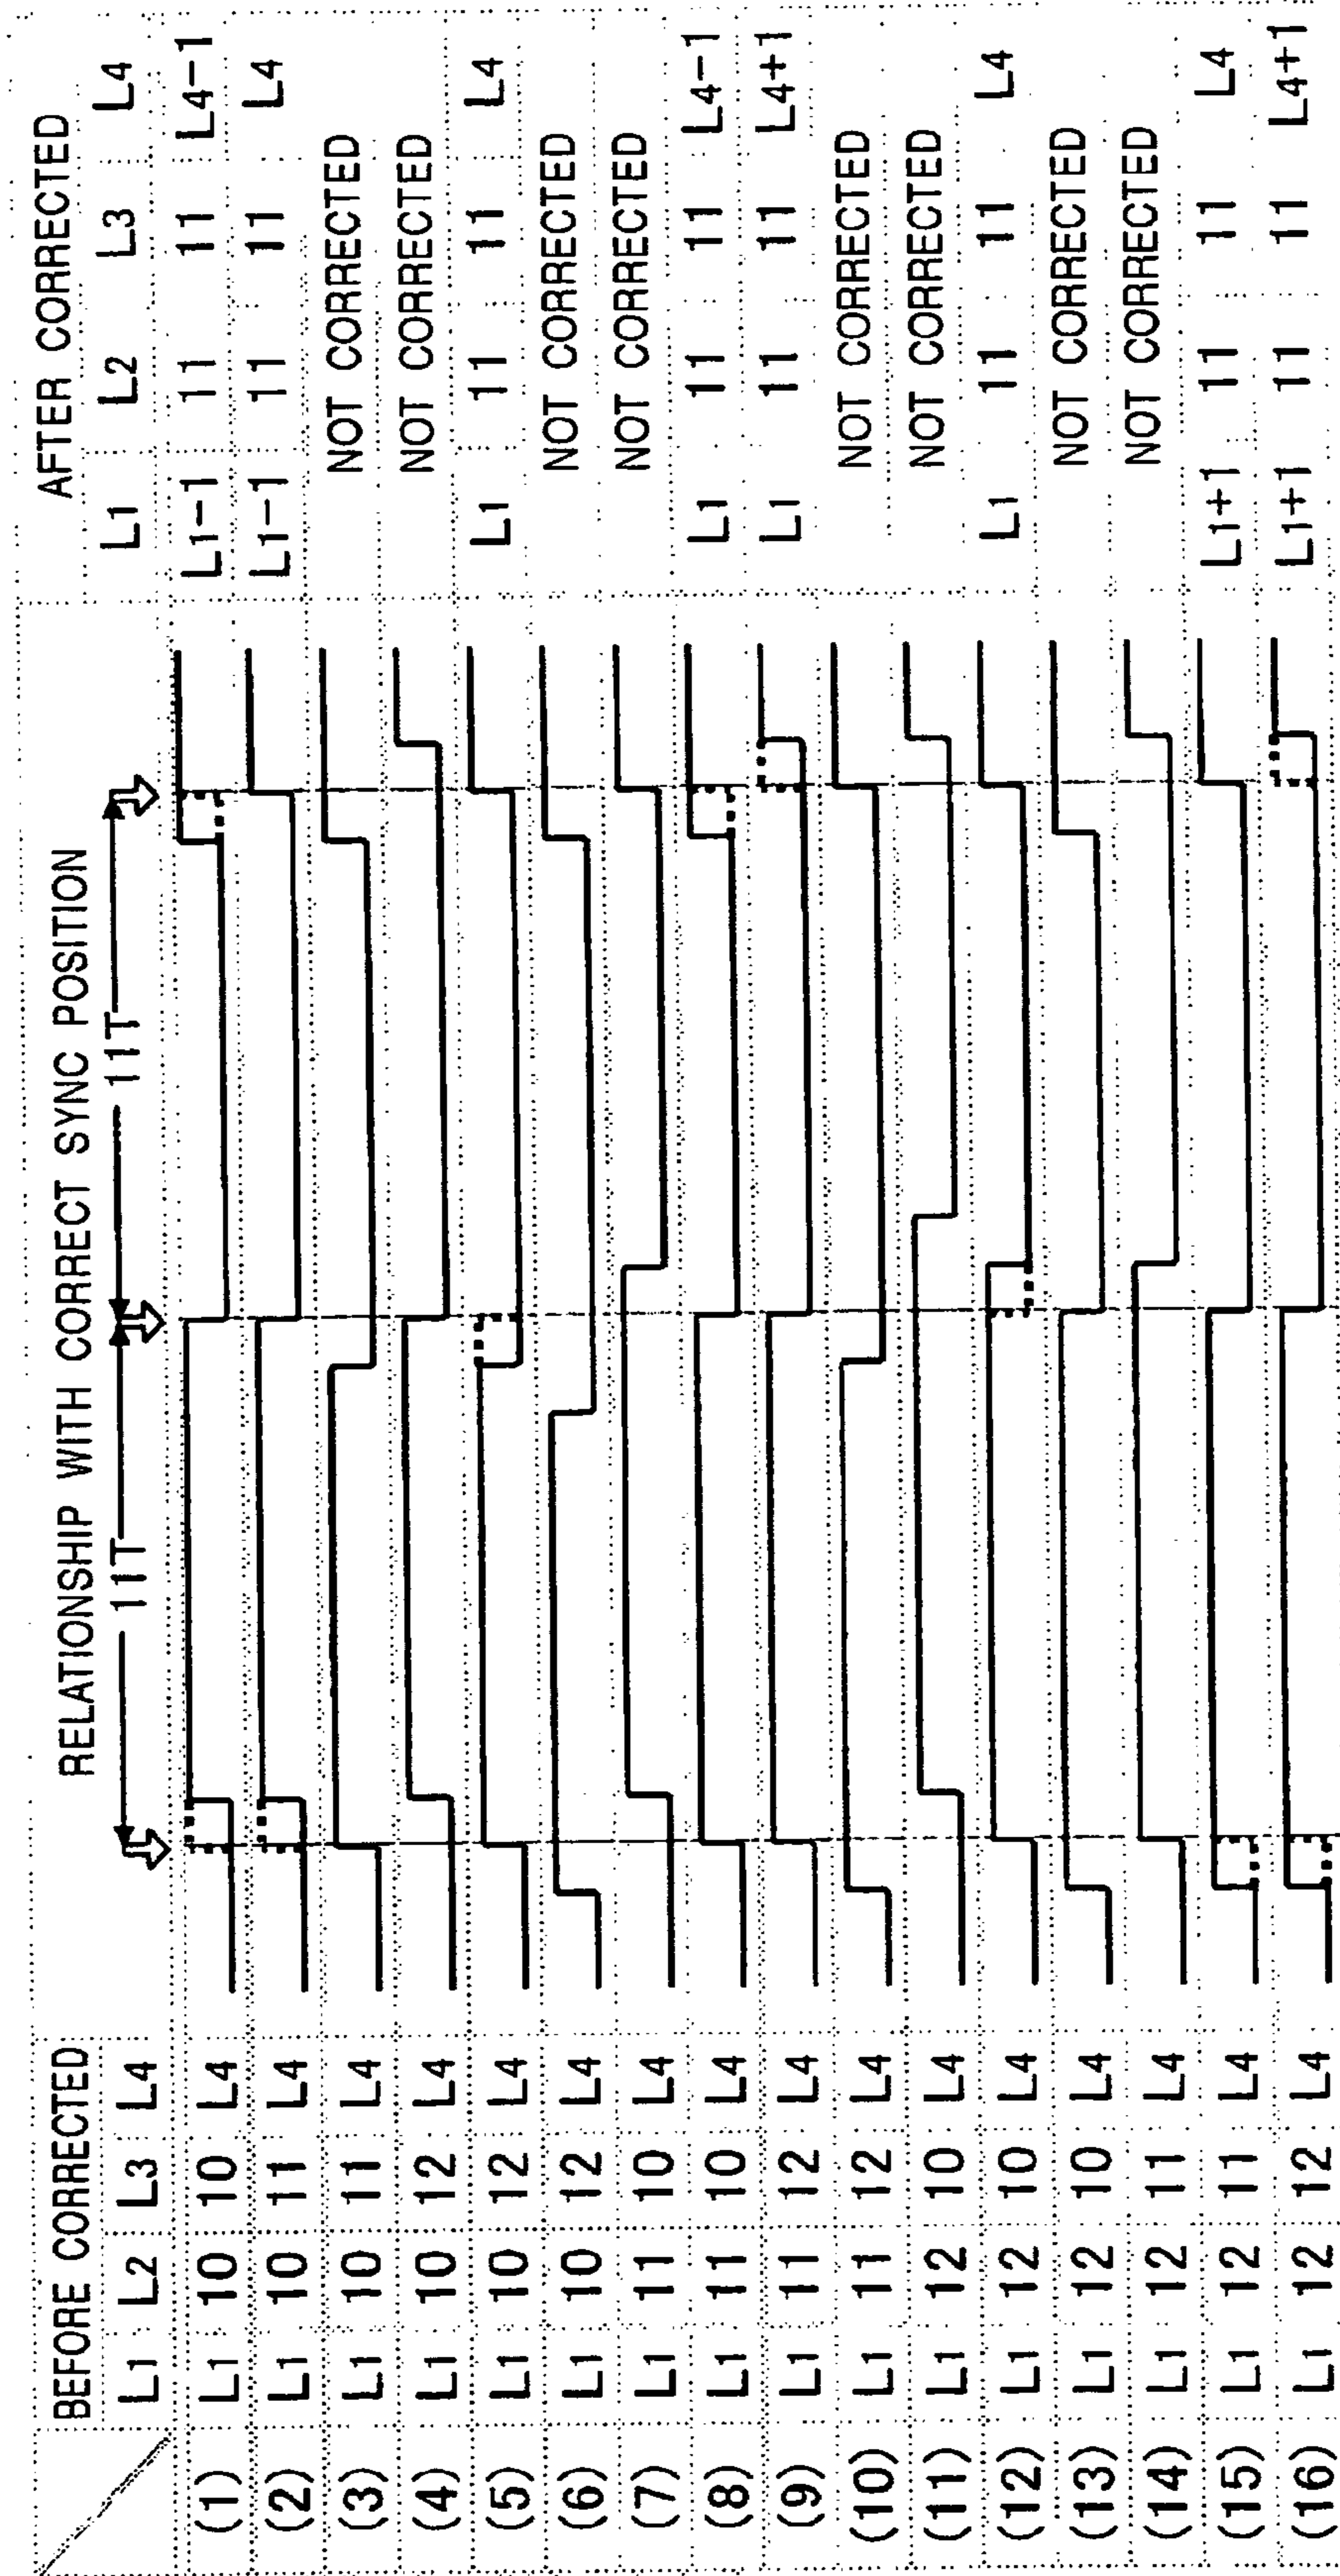 BEFORE CORRECTED RELATIONSHIP WITH CORRECT SYNC POSITION AFTER CORRECTED
L1 L2 L3 L4 11T 11T L1 L2 L3 L4
(1) L1 10 10 L4 L1-1 11 11 L4-1
(2) L1 10 11 L4 L1-1 11 11 L4
(3) L1 10 11 L4 NOT CORRECTED
(4) L1 10 12 L4 NOT CORRECTED
(5) L1 10 12 L4 L1 11 11 L4
(6) L1 10 12 L4 NOT CORRECTED
(7) L1 11 10 L4 NOT CORRECTED
(8) L1 11 10 L4 L1 11 11 L4-1
(9) L1 11 12 L4 L1 11 11 L4+1
(10) L1 11 12 L4 NOT CORRECTED
(11) L1 12 10 L4 NOT CORRECTED
(12) L1 12 10 L4 L1 11 11 L4
(13) L1 12 10 L4 NOT CORRECTED
(14) L1 12 11 L4 NOT CORRECTED
(15) L1 12 11 L4 L1+1 11 11 L4
(16) L1 12 12 L4 L1+1 11 11 L4+1